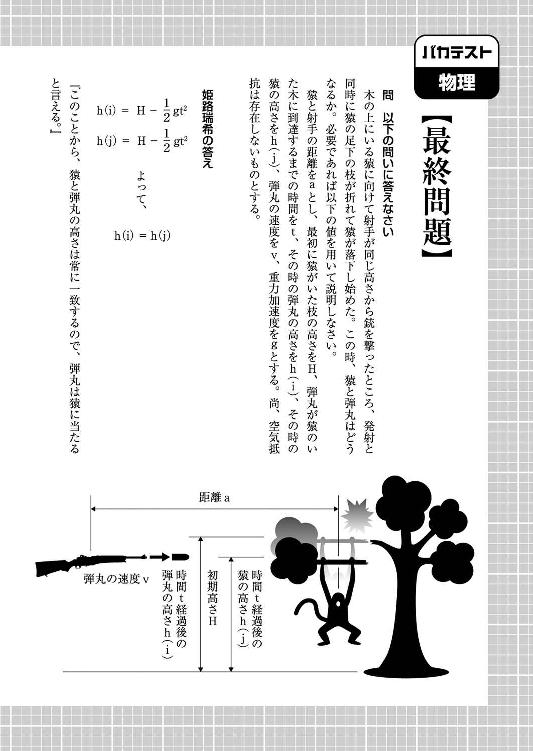 バカテスト
物理
【最終問題】
問　以下の問いに答えなさい
　木の上にいる猿に向けて射手が同じ高さから銃を撃ったところ、発射と
同時に猿の足下の枝が折れて猿が落下し始めた。この時、猿と弾丸はどう
なるか。必要であれば以下の値を用いて説明しなさい。
　猿と射手の距離をaとし、最初に猿がいた枝の高さをH、弾丸が猿のい
た木に到達するまでの時間をt、その時の弾丸の高さをh(i)、その時の
猿の高さをh(j)、弾丸の速度をv、重力加速度をgとする。尚、空気抵
抗は存在しないものとする。
姫路瑞希の答え
h(i) = H − 1/2 gt²
h(j) = H − 1/2 gt²
よって、
h(i) = h(j)
『このことから、猿と弾丸の高さは常に一致するので、弾丸は猿に当たる
と言える。』
距離a
弾丸の速度v
時間t経過後の
弾丸の高さh(i)
初期高さH
時間t経過後の
猿の高さh(j)